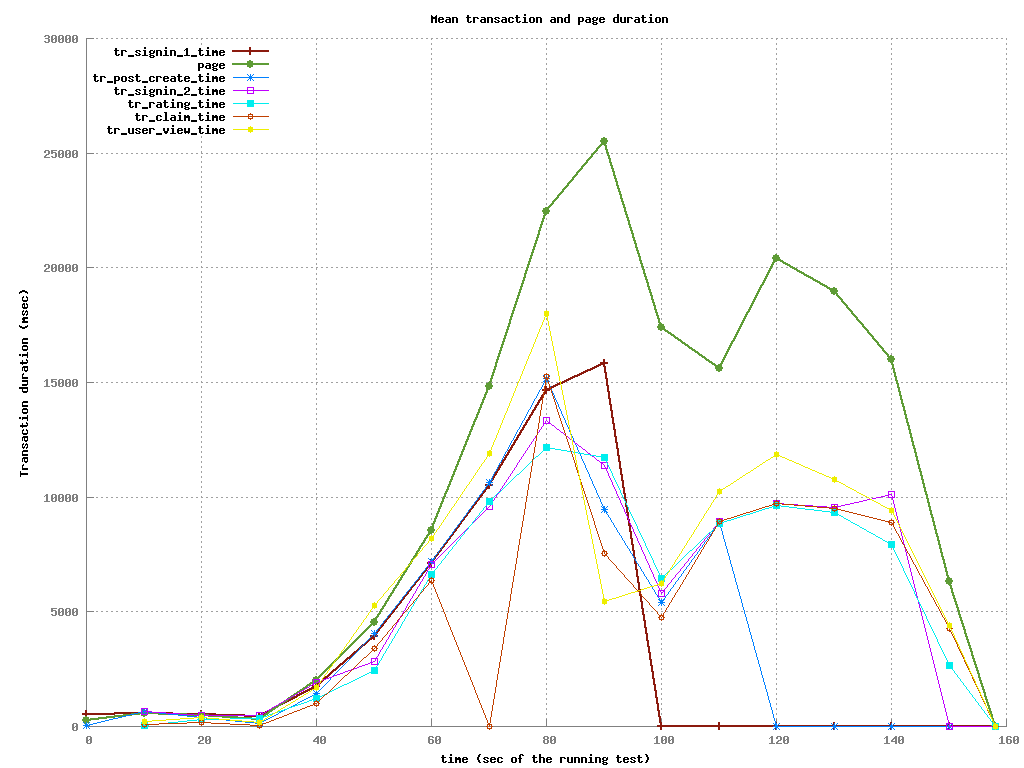 Mean transaction and page duration
30000
25000
20000
15000
10000
5000
0
Transaction duration (msec)
tr_signin_1_time
page
tr_post_create_time
tr_signin_2_time
tr_rating_time
tr_claim_time
tr_user_view_time
0 20 40 60 80 100 120 140 160
time (sec of the running test)